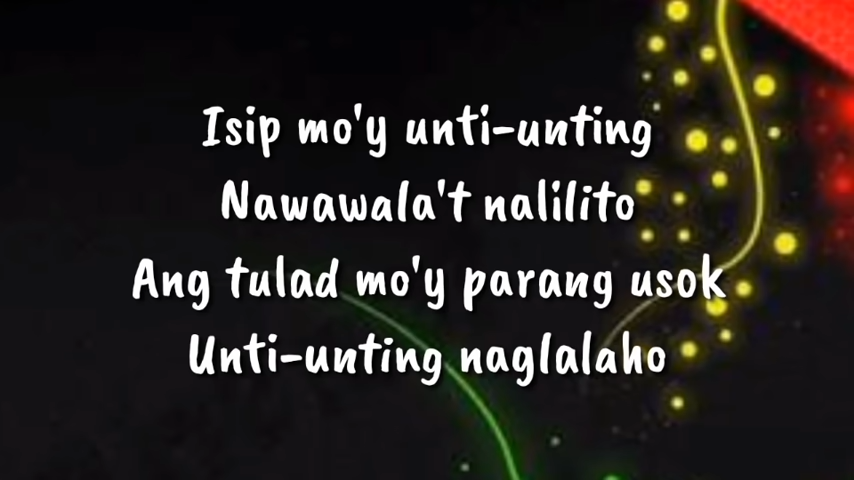 Isip mo'y unti-unting
Nawawala't nalilito
Ang tulad mo'y parang usok
Unti-unting naglalaho